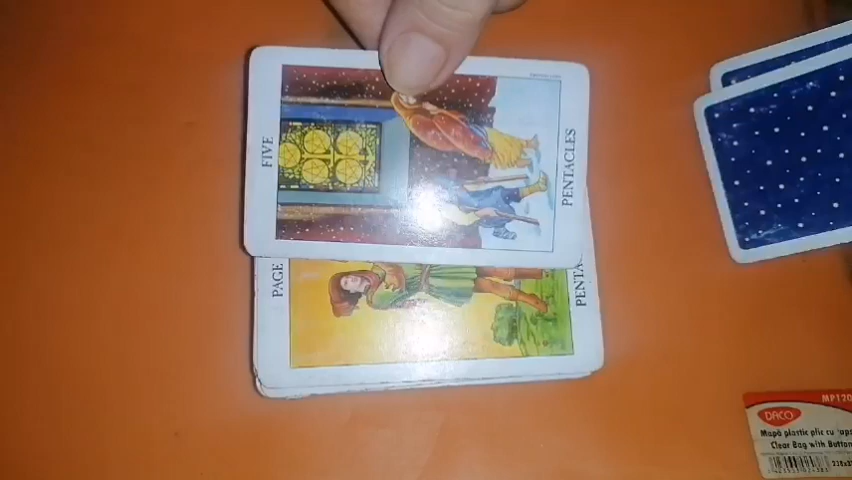 FIVE
PENTACLES
PAGE
PENTA
DACO
MP120
Mapă plastic plic cu
Clear Bag with Button